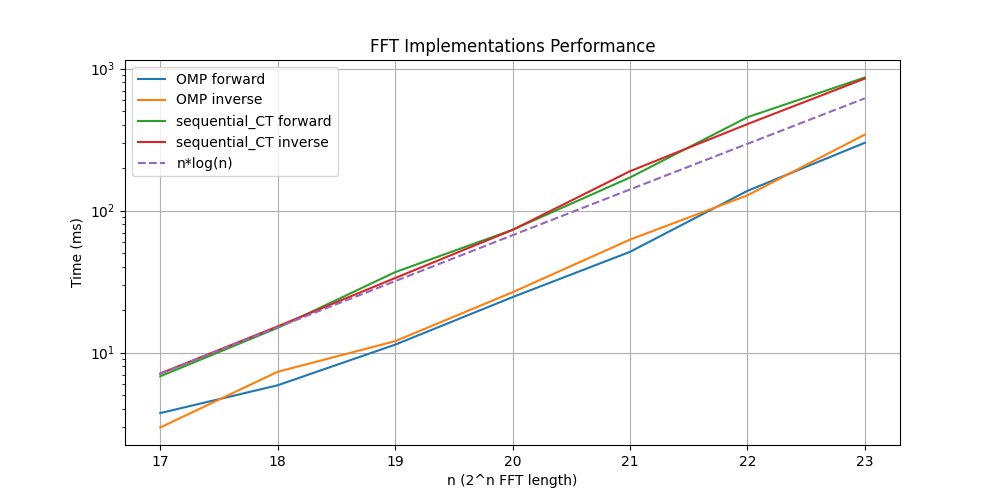 FFT Implementations Performance
OMP forward
OMP inverse
sequential_CT forward
sequential_CT inverse
n*log(n)
10^3
10^2
10^1
Time (ms)
17 18 19 20 21 22 23
n (2^n FFT length)